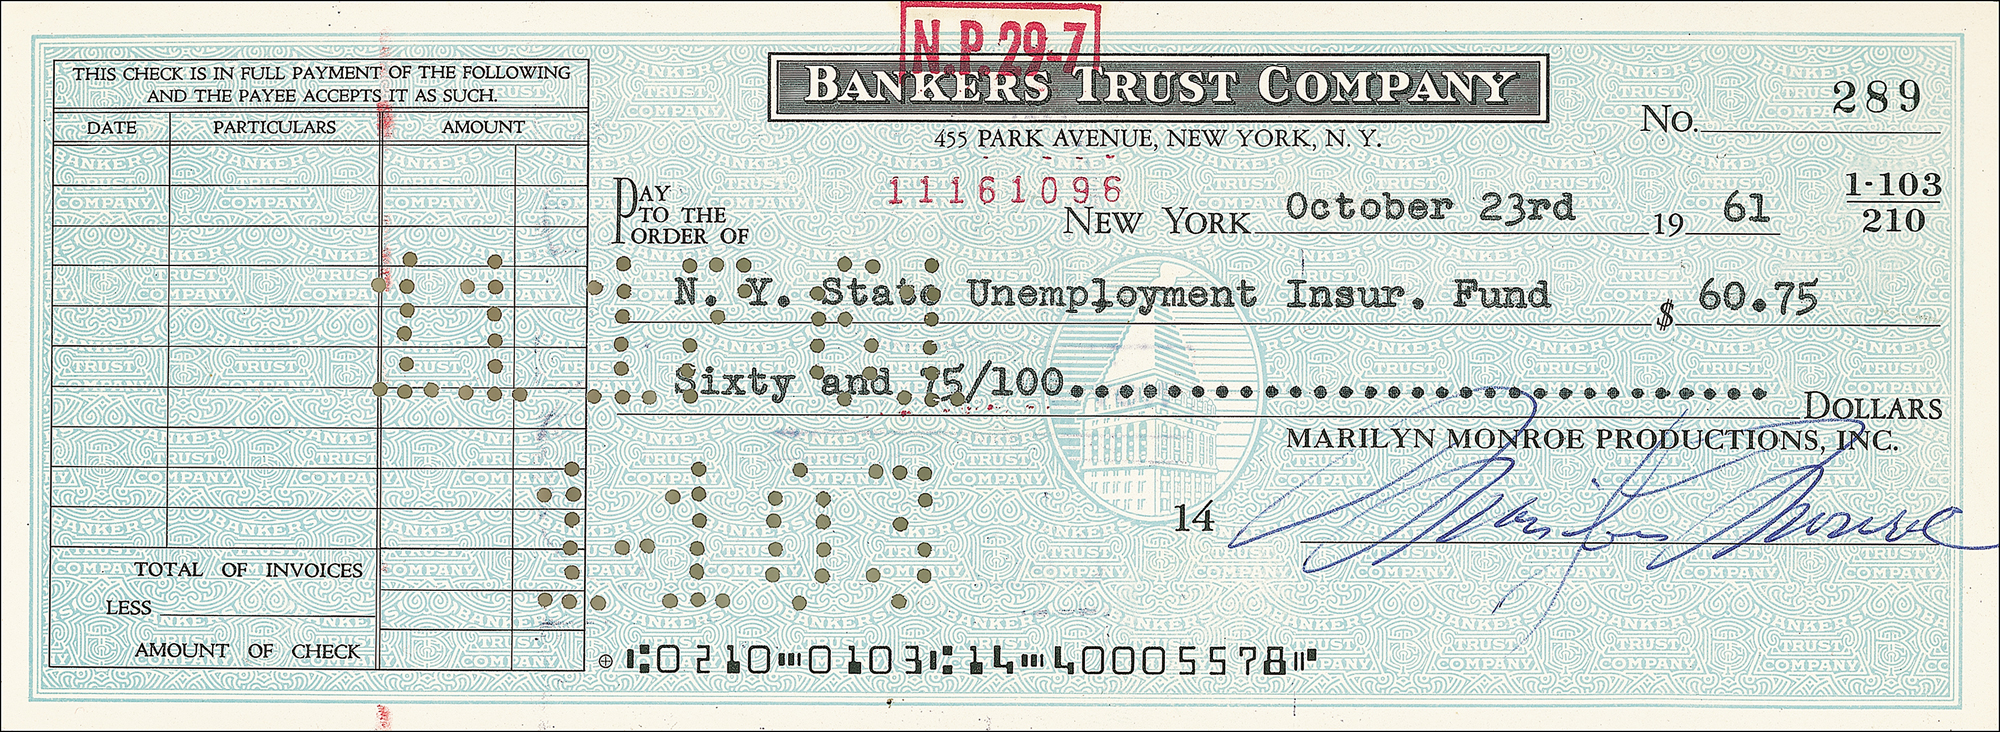 N.P. 29-7
BANKERS TRUST COMPANY
455 PARK AVENUE, NEW YORK, N. Y.
No. 289
THIS CHECK IS IN FULL PAYMENT OF THE FOLLOWING
AND THE PAYEE ACCEPTS IT AS SUCH.
DATE PARTICULARS AMOUNT
TOTAL OF INVOICES
LESS
AMOUNT OF CHECK
11161096
1-103
210
NEW YORK October 23rd 19 61
PAY
TO THE
ORDER OF
N. Y. State Unemployment Insur. Fund $ 60.75
Sixty and 75/100.............................. DOLLARS
MARILYN MONROE PRODUCTIONS, INC.
14 Marilyn Monroe
⑆0210⑉0103⑆14⑉40005578⑈